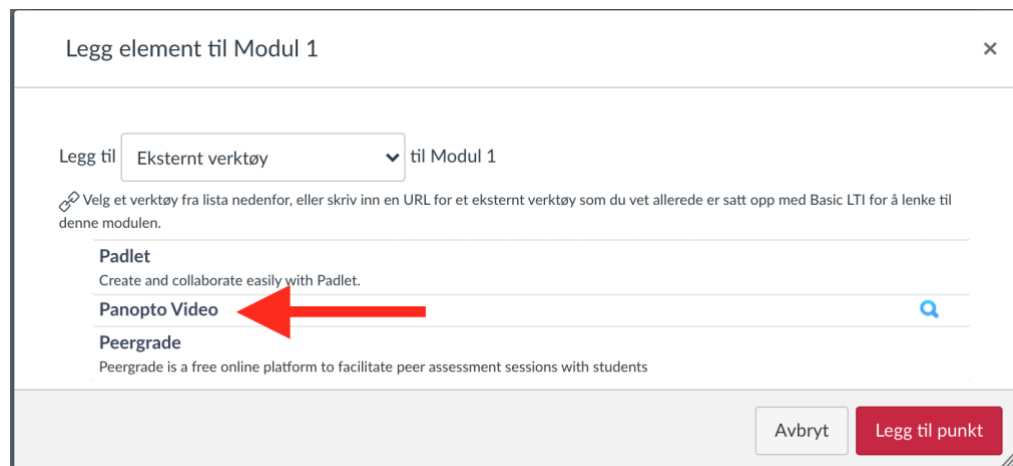 Legg element til Modul 1
×
Legg til Eksternt verktøy til Modul 1
Velg et verktøy fra lista nedenfor, eller skriv inn en URL for et eksternt verktøy som du vet allerede er satt opp med Basic LTI for å lenke til
denne modulen.
Padlet
Create and collaborate easily with Padlet.
Panopto Video
Peergrade
Peergrade is a free online platform to facilitate peer assessment sessions with students
Avbryt Legg til punkt